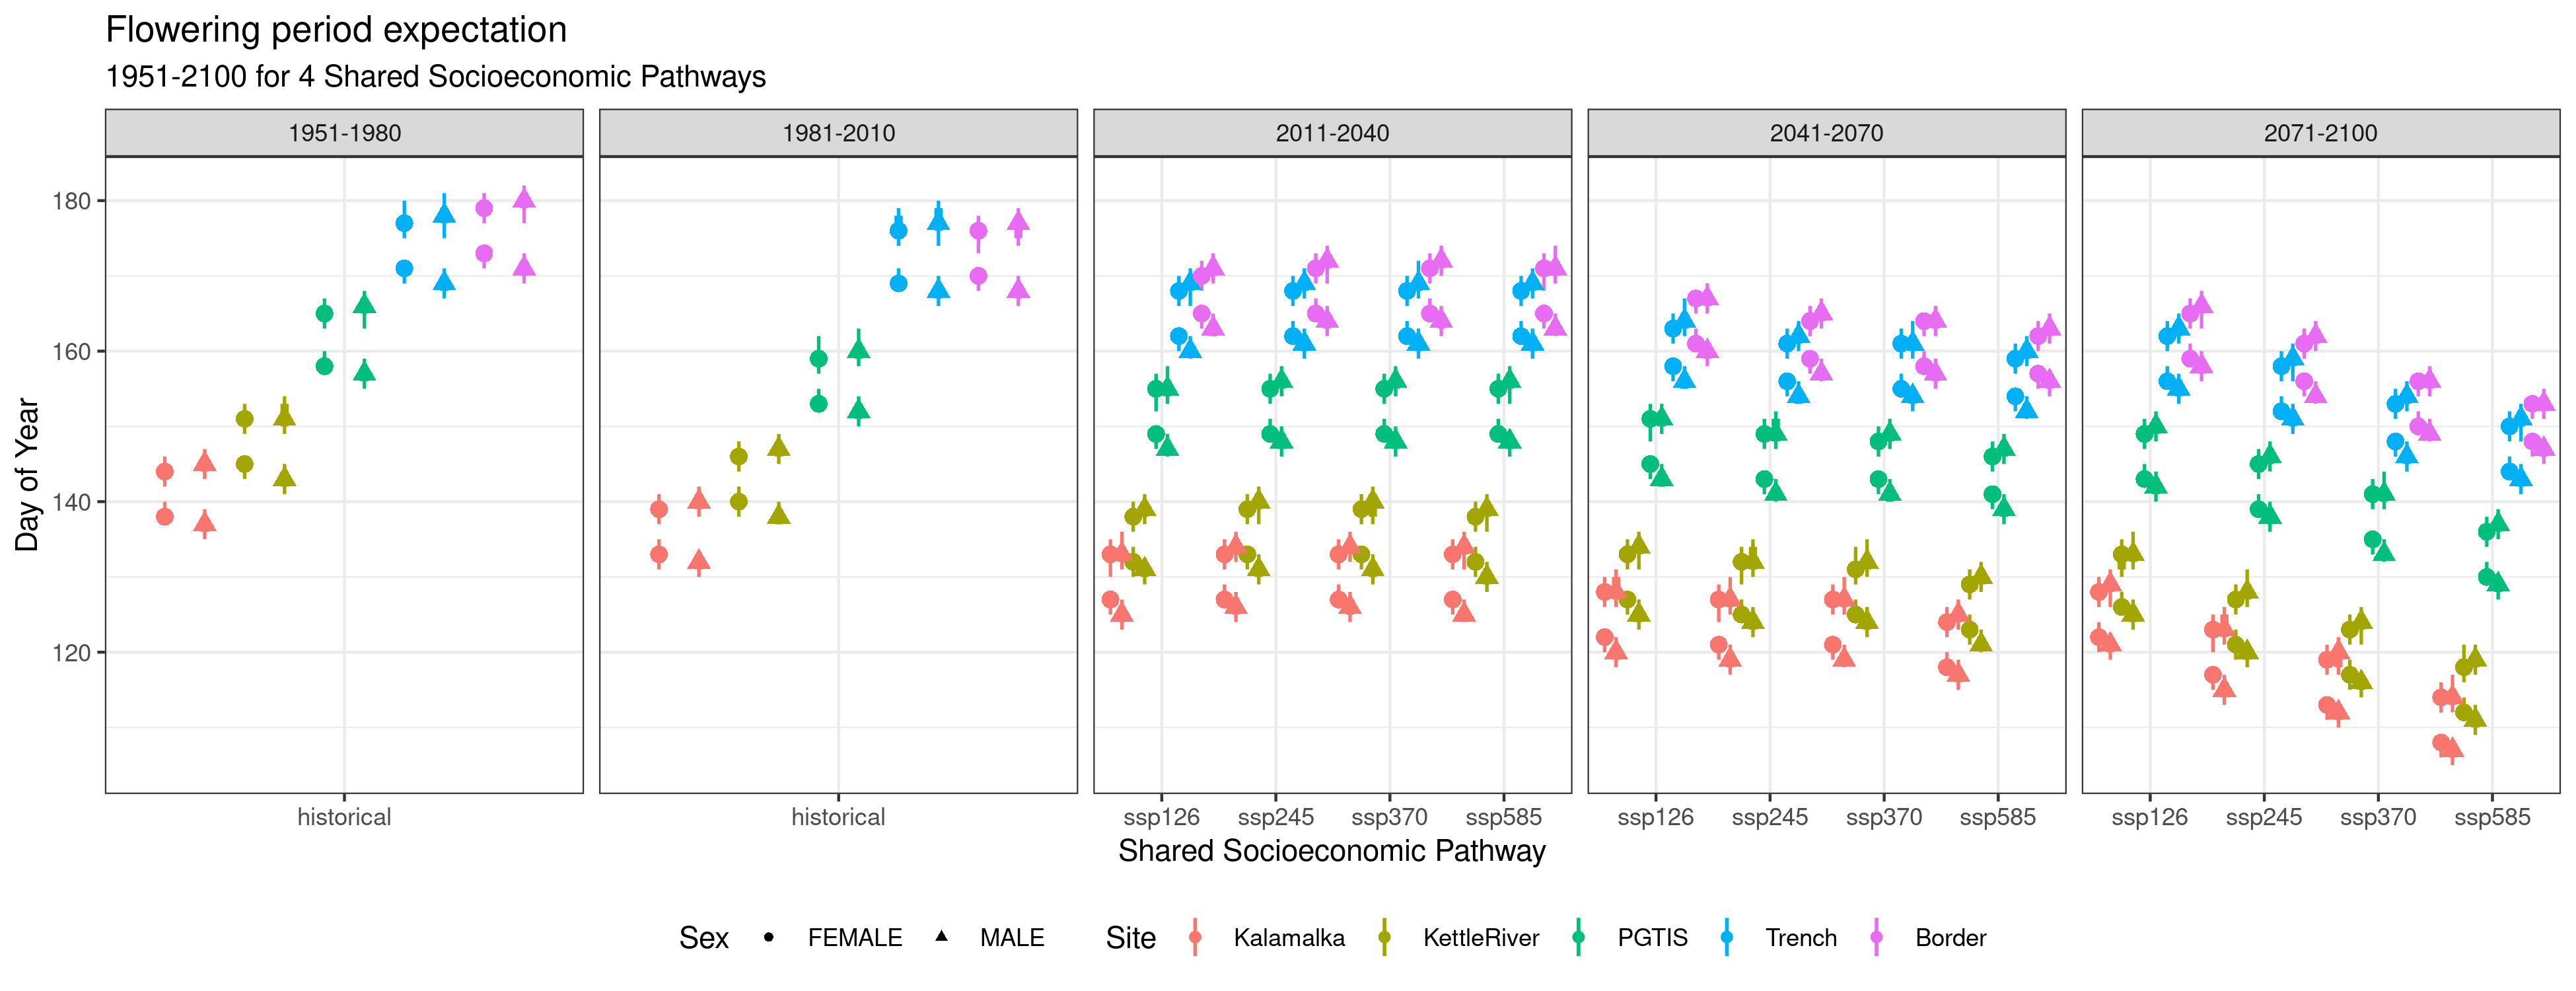 Flowering period expectation
1951-2100 for 4 Shared Socioeconomic Pathways
1951-1980 1981-2010 2011-2040 2041-2070 2071-2100
Day of Year
180
160
140
120
historical historical ssp126 ssp245 ssp370 ssp585 ssp126 ssp245 ssp370 ssp585 ssp126 ssp245 ssp370 ssp585
Shared Socioeconomic Pathway
Sex FEMALE MALE Site Kalamalka KettleRiver PGTIS Trench Border